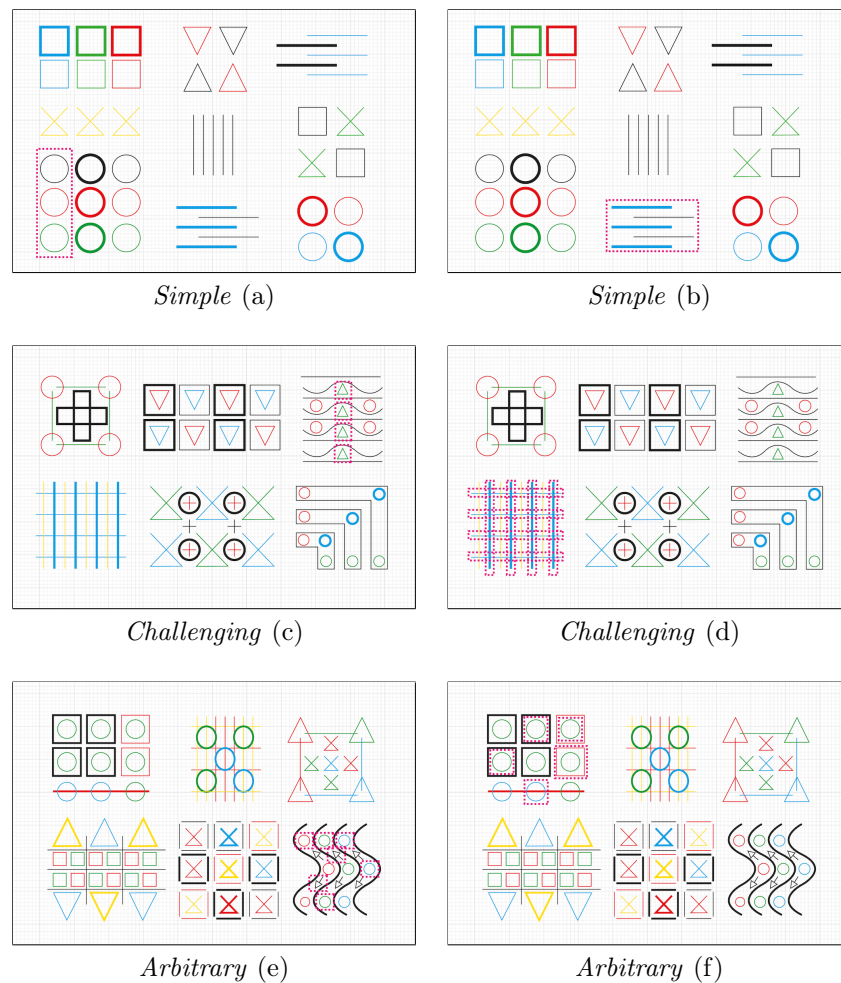 Simple (a)
Simple (b)
Challenging (c)
Challenging (d)
Arbitrary (e)
Arbitrary (f)